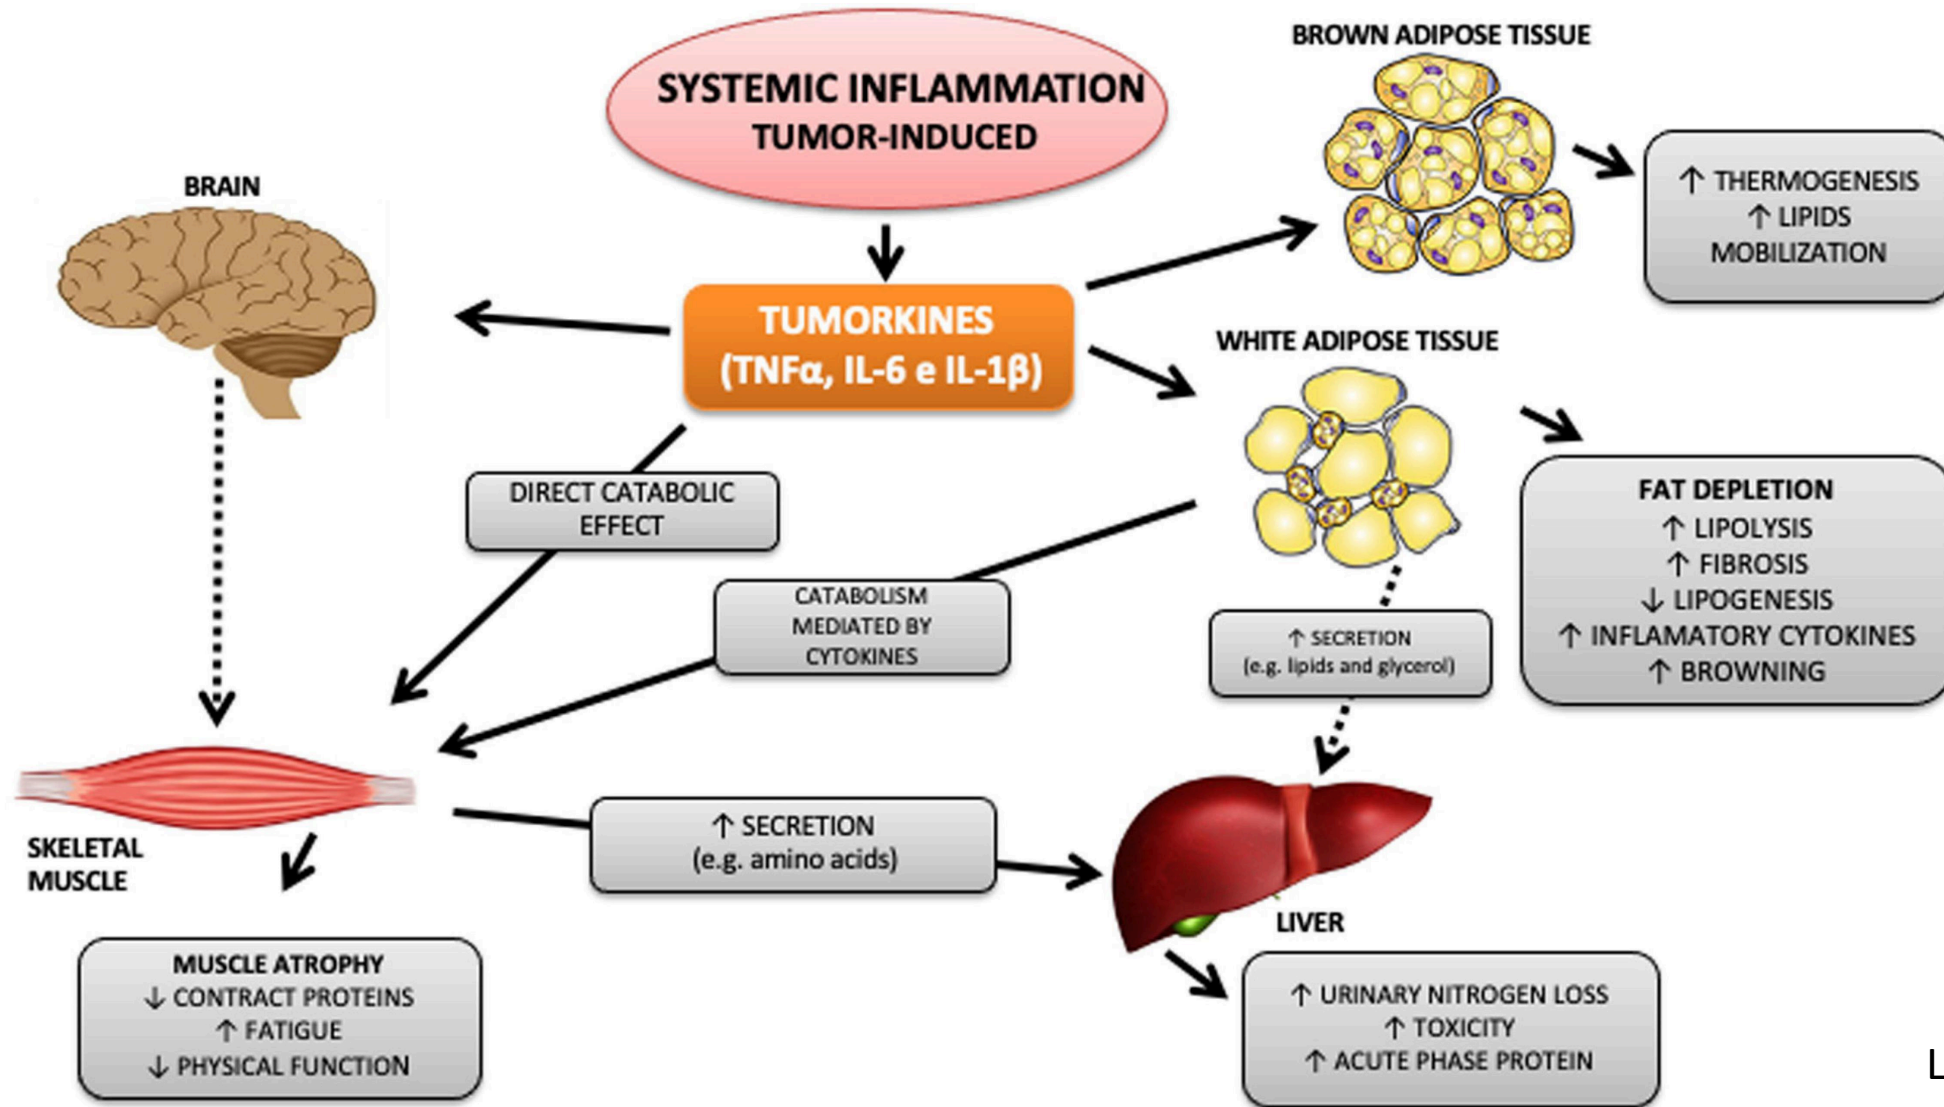 SYSTEMIC INFLAMMATION
TUMOR-INDUCED
BROWN ADIPOSE TISSUE
↑ THERMOGENESIS
↑ LIPIDS
MOBILIZATION
BRAIN
TUMORKINES
(TNFα, IL-6 e IL-1β)
WHITE ADIPOSE TISSUE
DIRECT CATABOLIC
EFFECT
FAT DEPLETION
↑ LIPOLYSIS
↑ FIBROSIS
↓ LIPOGENESIS
↑ INFLAMATORY CYTOKINES
↑ BROWNING
CATABOLISM
MEDIATED BY
CYTOKINES
↑ SECRETION
(e.g. lipids and glycerol)
SKELETAL
MUSCLE
↑ SECRETION
(e.g. amino acids)
LIVER
MUSCLE ATROPHY
↓ CONTRACT PROTEINS
↑ FATIGUE
↓ PHYSICAL FUNCTION
↑ URINARY NITROGEN LOSS
↑ TOXICITY
↑ ACUTE PHASE PROTEIN
L